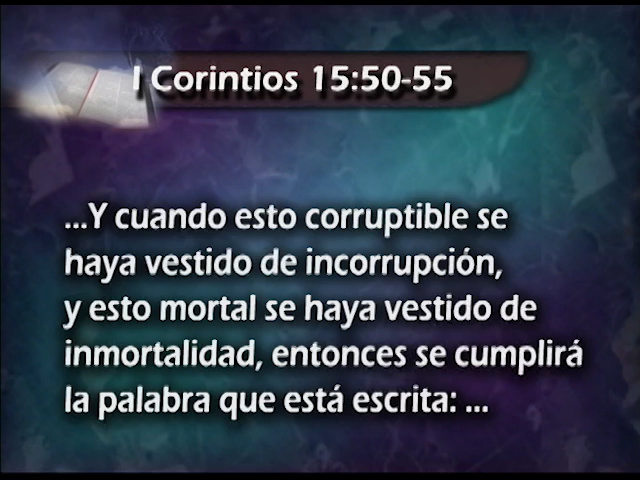 I Corintios 15:50-55
...Y cuando esto corruptible se
haya vestido de incorrupción,
y esto mortal se haya vestido de
inmortalidad, entonces se cumplirá
la palabra que está escrita: ...